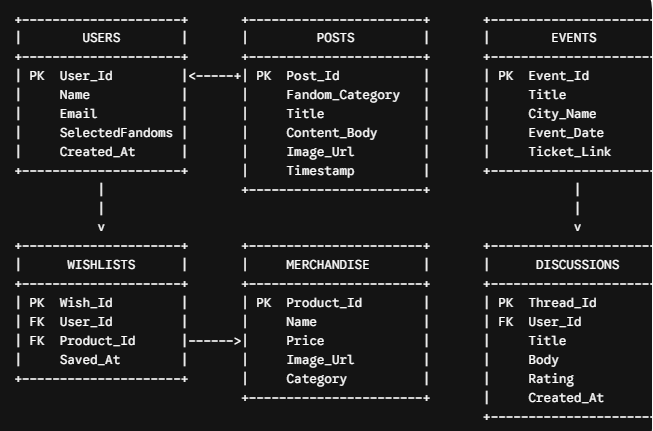 USERS
PK User_Id
Name
Email
SelectedFandoms
Created_At
POSTS
PK Post_Id
Fandom_Category
Title
Content_Body
Image_Url
Timestamp
EVENTS
PK Event_Id
Title
City_Name
Event_Date
Ticket_Link
WISHLISTS
PK Wish_Id
FK User_Id
FK Product_Id
Saved_At
MERCHANDISE
PK Product_Id
Name
Price
Image_Url
Category
DISCUSSIONS
PK Thread_Id
FK User_Id
Title
Body
Rating
Created_At